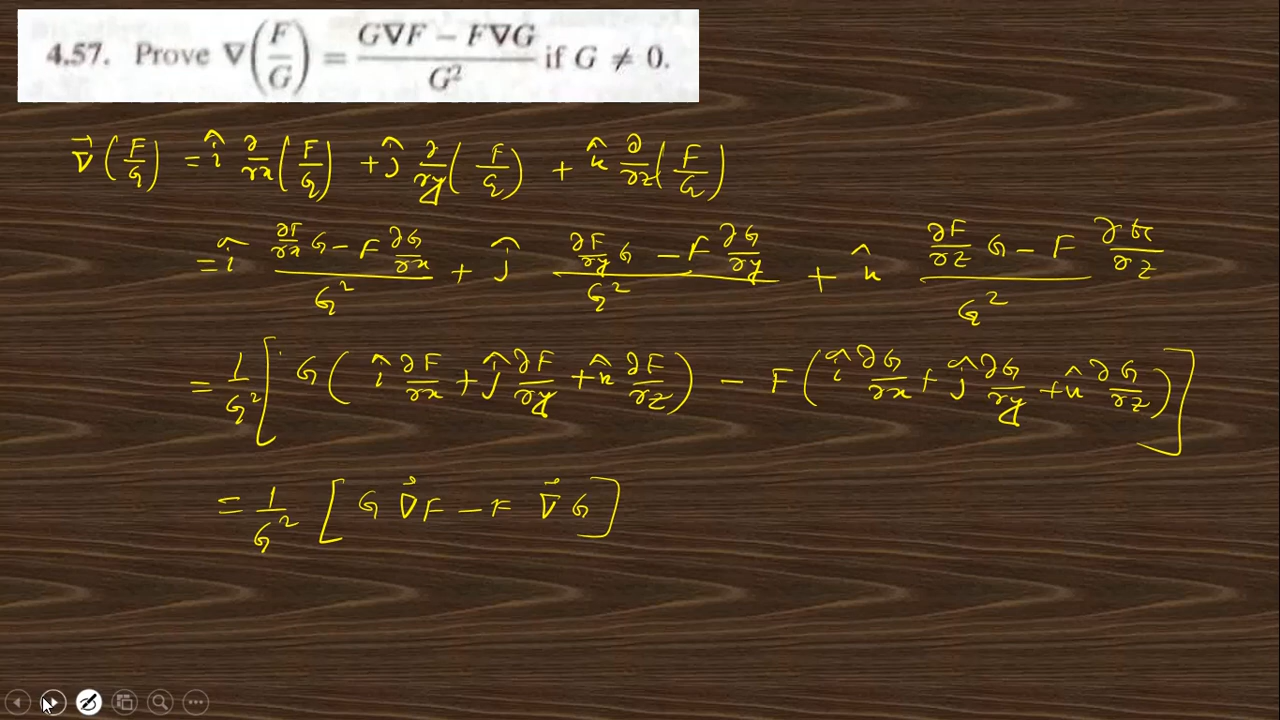 4.57. Prove ∇(F/G) = (G∇F − F∇G)/G² if G ≠ 0.
∇⃗(F/G) = î ∂/∂x(F/G) + ĵ ∂/∂y(F/G) + k̂ ∂/∂z(F/G)
= î (∂F/∂x G − F ∂G/∂x)/G² + ĵ (∂F/∂y G − F ∂G/∂y)/G² + k̂ (∂F/∂z G − F ∂G/∂z)/G²
= 1/G² [G(î ∂F/∂x + ĵ ∂F/∂y + k̂ ∂F/∂z) − F(î ∂G/∂x + ĵ ∂G/∂y + k̂ ∂G/∂z)]
= 1/G² [G ∇⃗F − F ∇⃗G]